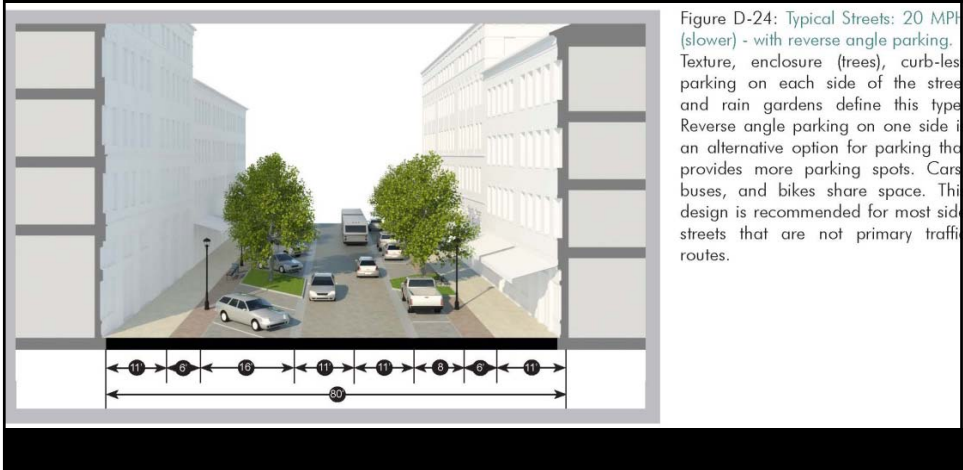 Figure D-24: Typical Streets: 20 MPH
(slower) - with reverse angle parking.
Texture, enclosure (trees), curb-les
parking on each side of the stree
and rain gardens define this type
Reverse angle parking on one side i
an alternative option for parking tha
provides more parking spots. Cars
buses, and bikes share space. Thi
design is recommended for most sid
streets that are not primary traffi
routes.
11' 6' 16' 11' 11' 8 6' 11'
80'